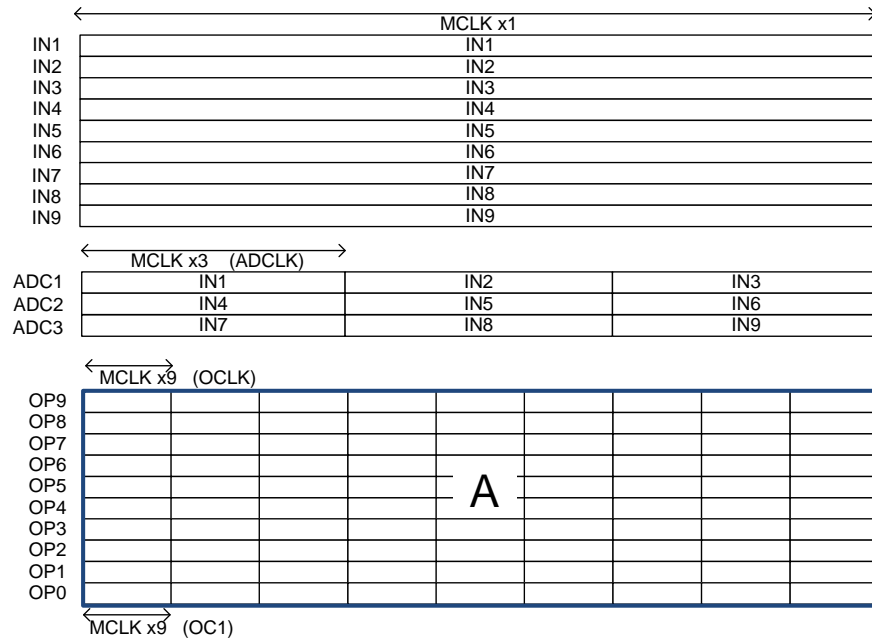 MCLK x1
IN1 IN1
IN2 IN2
IN3 IN3
IN4 IN4
IN5 IN5
IN6 IN6
IN7 IN7
IN8 IN8
IN9 IN9
MCLK x3 (ADCLK)
ADC1 IN1 IN2 IN3
ADC2 IN4 IN5 IN6
ADC3 IN7 IN8 IN9
MCLK x9 (OCLK)
OP9
OP8
OP7
OP6
OP5
A
OP4
OP3
OP2
OP1
OP0
MCLK x9 (OC1)